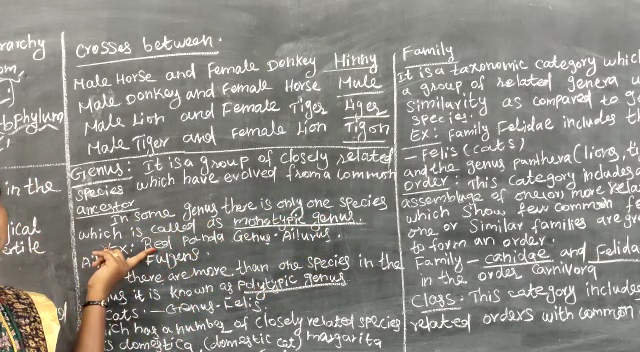 rarchy
om,
bphylum
in the
ical
ertile
Crosses between.
Male Horse and Female Donkey Hinny
Male Donkey and Female Horse Mule
Male Lion and Female Tiger Liger
Male Tiger and Female Lion Tigon
Genus: It is a group of closely related
species which have evolved from a common
ancestor
In some genus there is only one species
which is called as monotypic genus.
Ex: Red Panda Genus-Ailurus.
Fulgens
there are more than one species in the
it is known as polytypic genus
cats. - Genus-Felis.
has a number of closely related species
domestica (domestic cat) margarita
Family
It is a taxonomic category which
a group of related genera
Similarity as compared to
species.
Ex: Family Felidae includes
- Felis (cats)
and the genus panthera (lions,
order: This category includes
assemblage of one or more
which show few common
one or Similar families are
to form an order.
Family - canidae and Felida
in the order carnivora
Class: This category includes
related orders with common